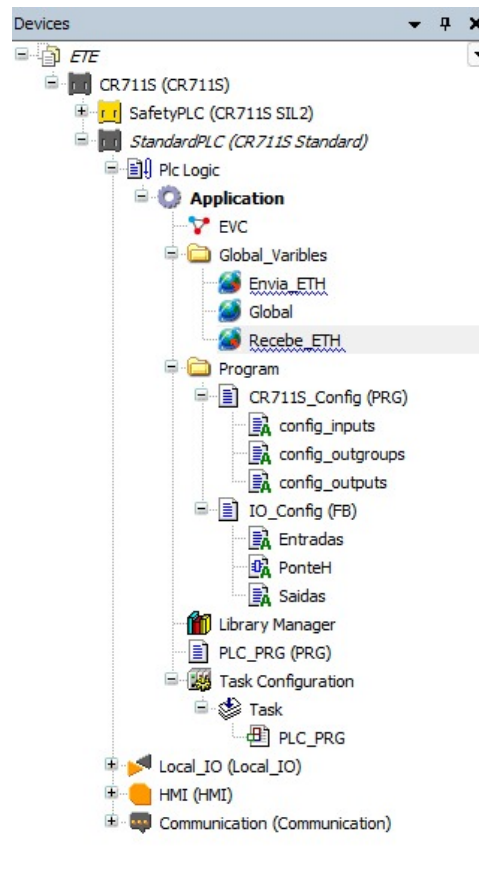 Devices
ETE
CR711S (CR711S)
SafetyPLC (CR711S SIL2)
StandardPLC (CR711S Standard)
Plc Logic
Application
EVC
Global_Varibles
Envia_ETH
Global
Recebe_ETH
Program
CR711S_Config (PRG)
config_inputs
config_outgroups
config_outputs
IO_Config (FB)
Entradas
PonteH
Saidas
Library Manager
PLC_PRG (PRG)
Task Configuration
Task
PLC_PRG
Local_IO (Local_IO)
HMI (HMI)
Communication (Communication)